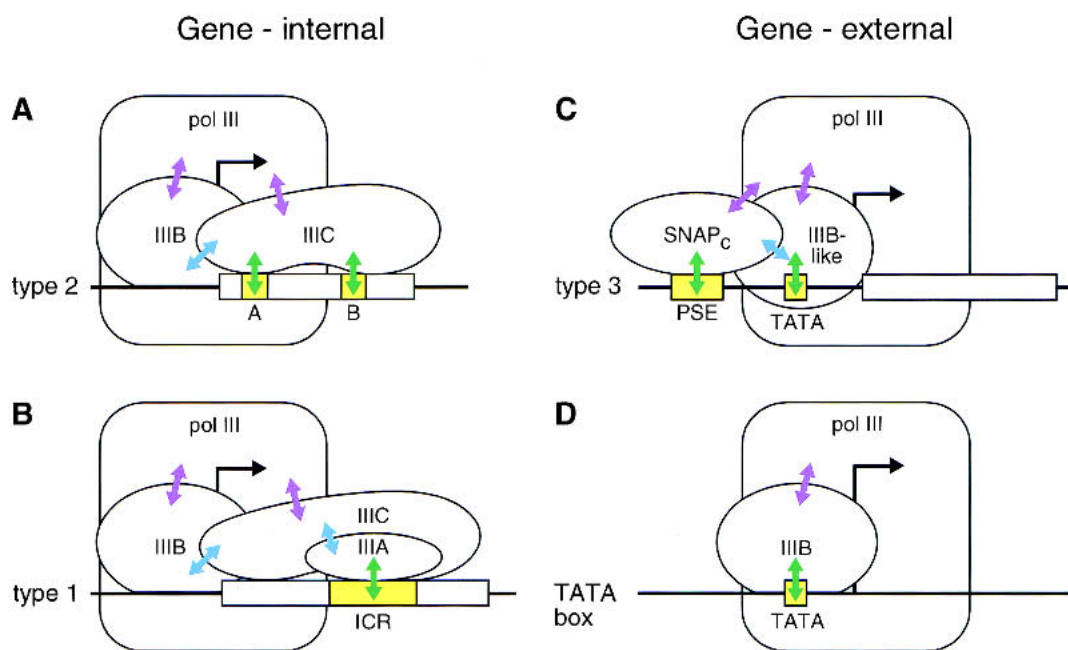 Gene - internal
Gene - external
A
pol III
IIIB
IIIC
type 2
A
B
C
pol III
SNAPc
IIIB-
like
type 3
PSE
TATA
B
pol III
IIIC
IIIA
IIIB
type 1
ICR
D
pol III
IIIB
TATA
box
TATA